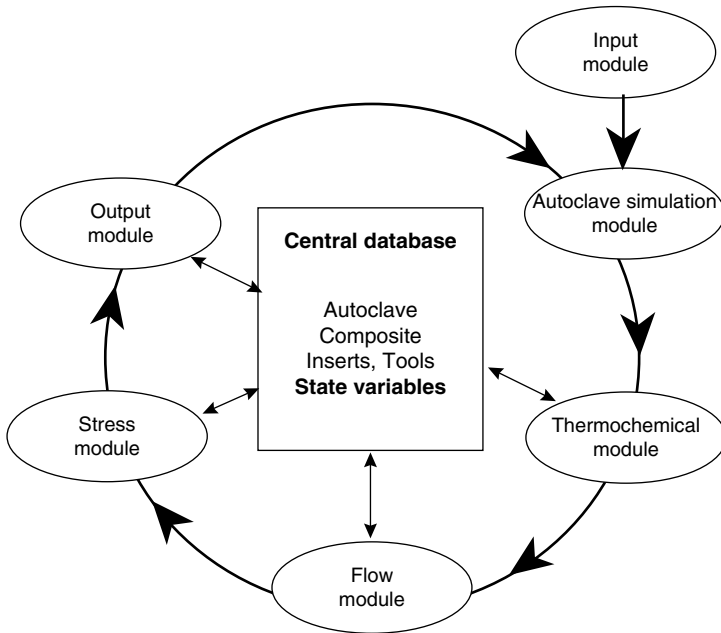 Input
module
Autoclave simulation
module
Output
module
Central database
Autoclave
Composite
Inserts, Tools
State variables
Stress
module
Thermochemical
module
Flow
module